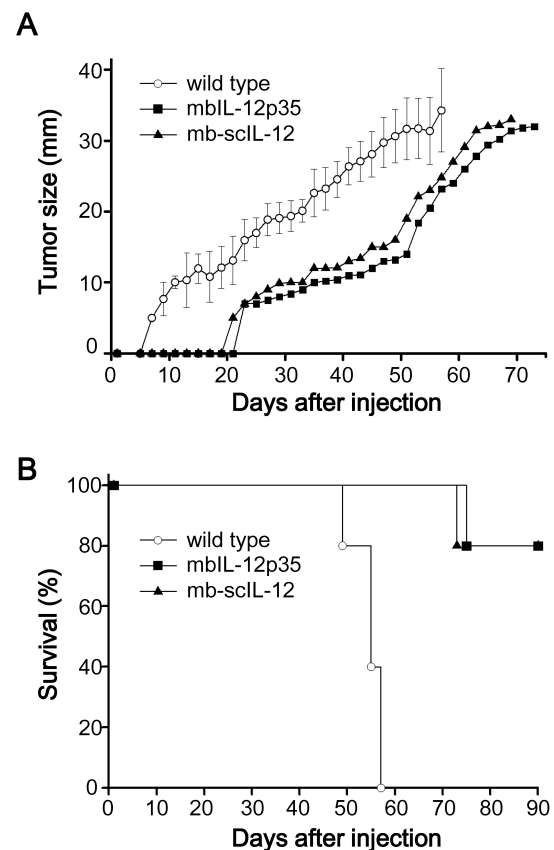 A
wild type
mbIL-12p35
mb-scIL-12
Tumor size (mm)
40
30
20
10
0
0 10 20 30 40 50 60 70
Days after injection
B
wild type
mbIL-12p35
mb-scIL-12
Survival (%)
100
80
60
40
20
0
0 10 20 30 40 50 60 70 80 90
Days after injection